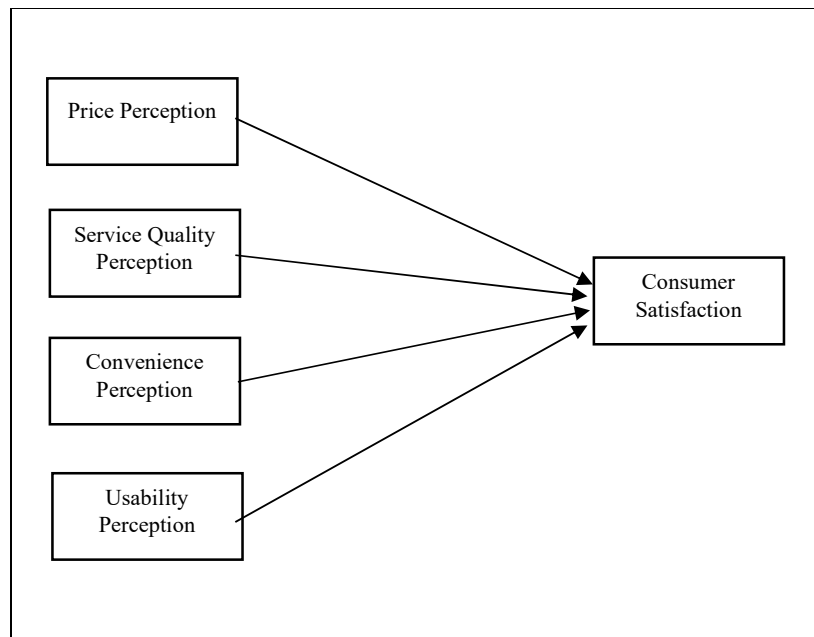 Price Perception
Service Quality
Perception
Convenience
Perception
Usability
Perception
Consumer
Satisfaction